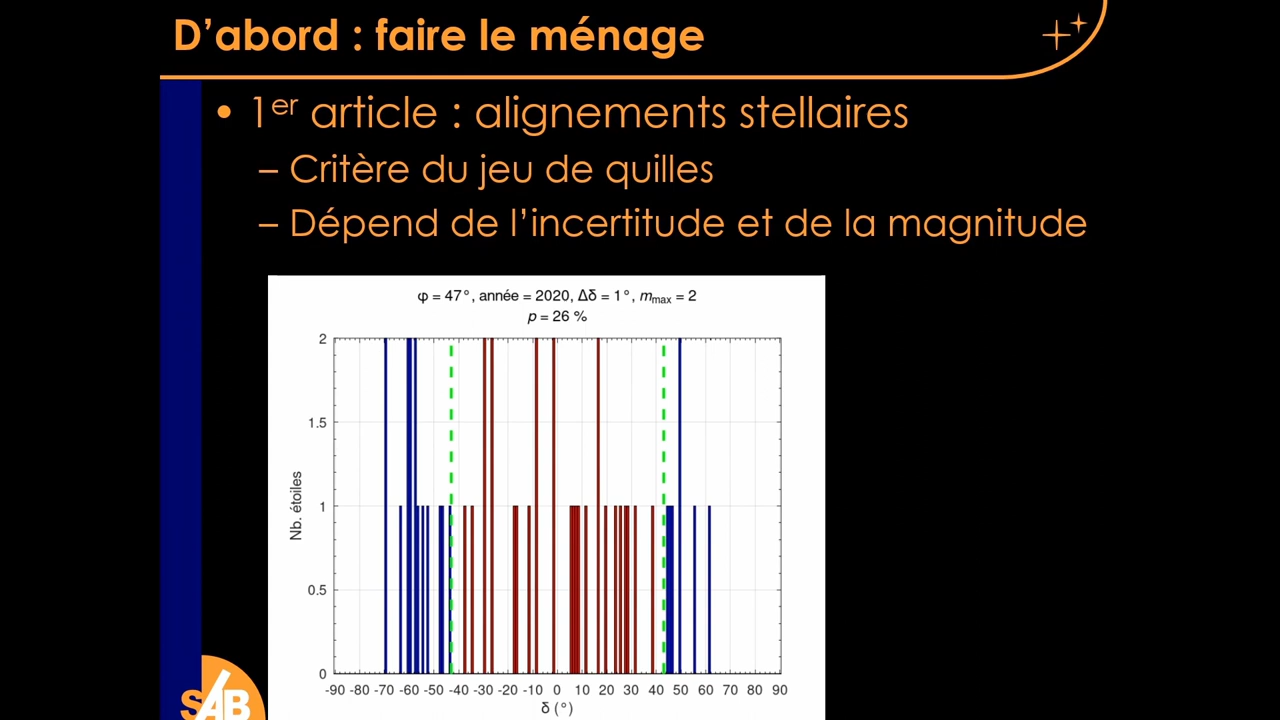 D’abord : faire le ménage
• 1er article : alignements stellaires
– Critère du jeu de quilles
– Dépend de l’incertitude et de la magnitude
φ = 47°, année = 2020, Δδ = 1°, mmax = 2
p = 26 %
2
1.5
1
0.5
0
Nb. étoiles
-90 -80 -70 -60 -50 -40 -30 -20 -10 0 10 20 30 40 50 60 70 80 90
δ (°)
SAB